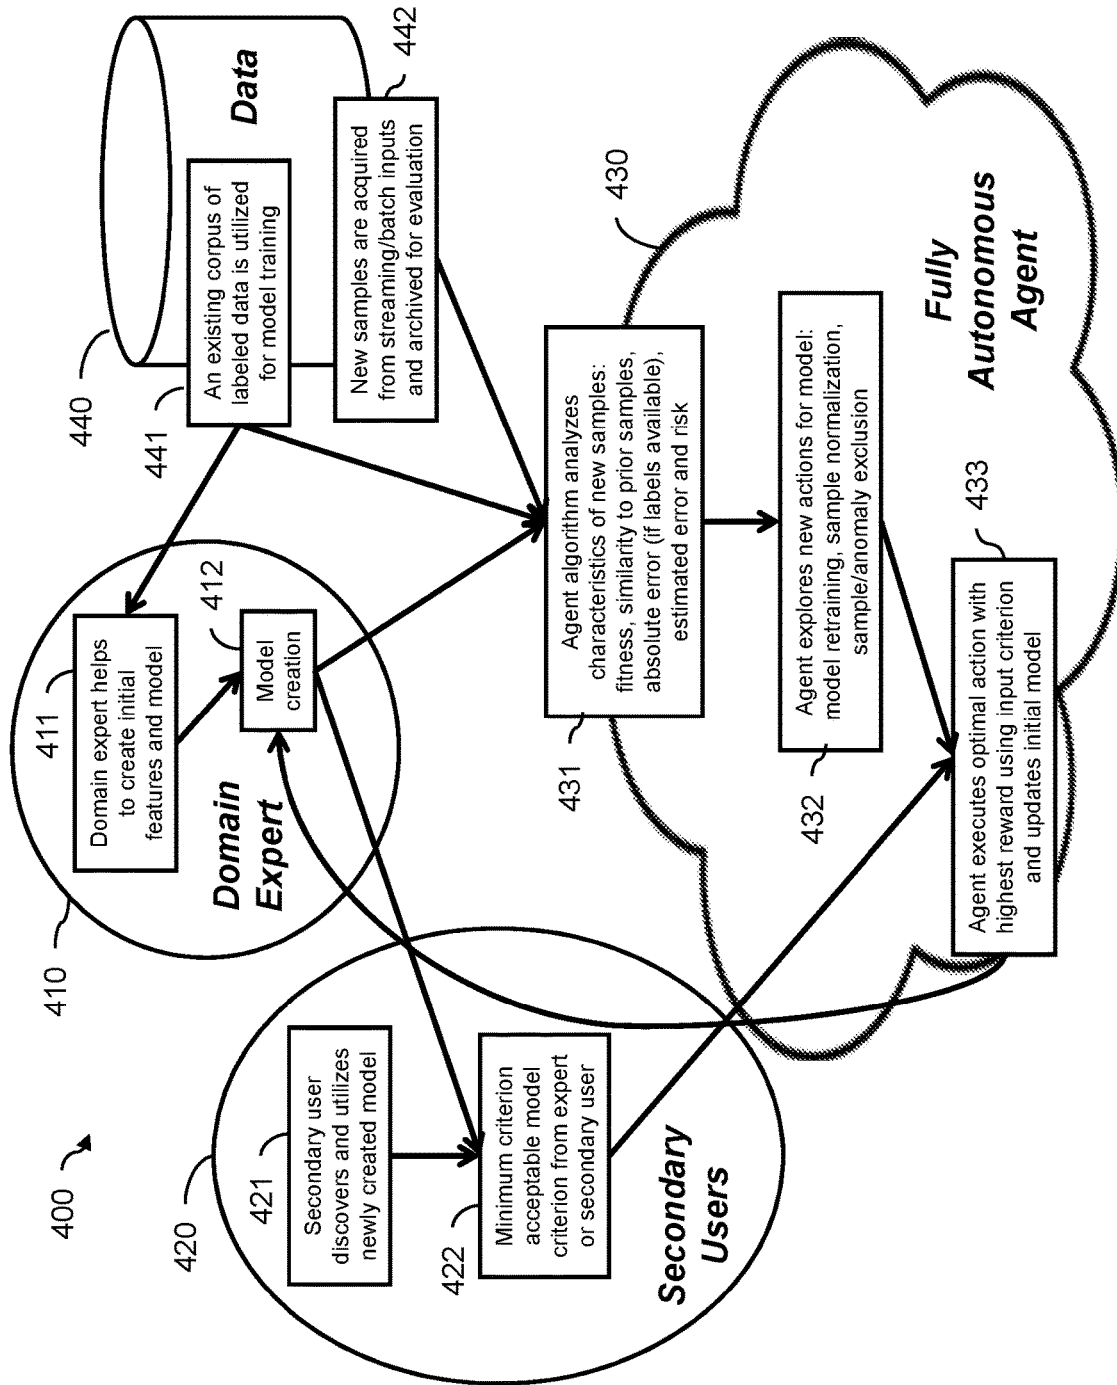 400
420
421
Secondary user
discovers and utilizes
newly created model
422
Minimum criterion
acceptable model
criterion from expert
or secondary user
Secondary
Users
410
411
Domain expert helps
to create initial
features and model
412
Model
creation
Domain
Expert
440
441
An existing corpus of
labeled data is utilized
for model training
Data
442
New samples are acquired
from streaming/batch inputs
and archived for evaluation
430
431
Agent algorithm analyzes
characteristics of new samples:
fitness, similarity to prior samples,
absolute error (if labels available),
estimated error and risk
432
Agent explores new actions for model:
model retraining, sample normalization,
sample/anomaly exclusion
433
Agent executes optimal action with
highest reward using input criterion
and updates initial model
Fully
Autonomous
Agent